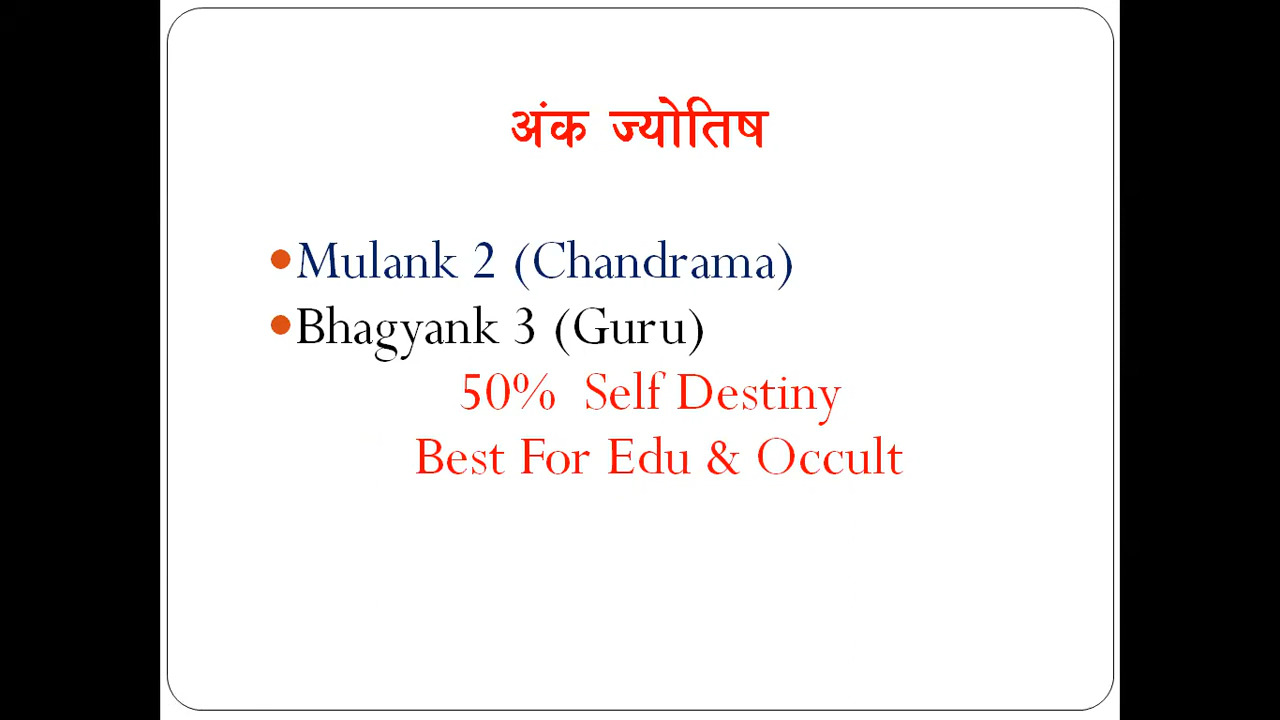 अंक ज्योतिष
•Mulank 2 (Chandrama)
•Bhagyank 3 (Guru)
50% Self Destiny
Best For Edu & Occult